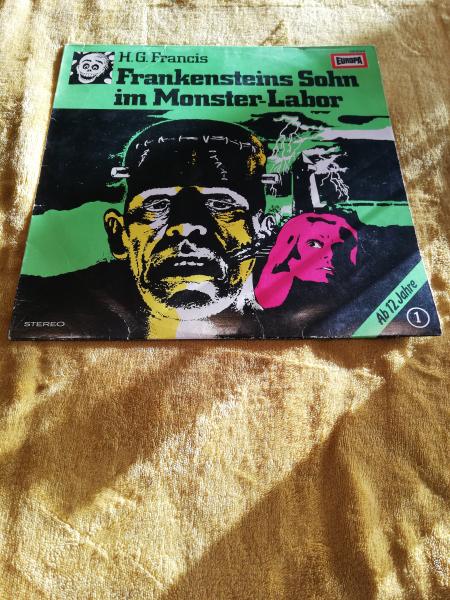 H.G. Francis
EUROPA
Frankensteins Sohn
im Monster-Labor
STEREO
Ab 12 Jahre
1